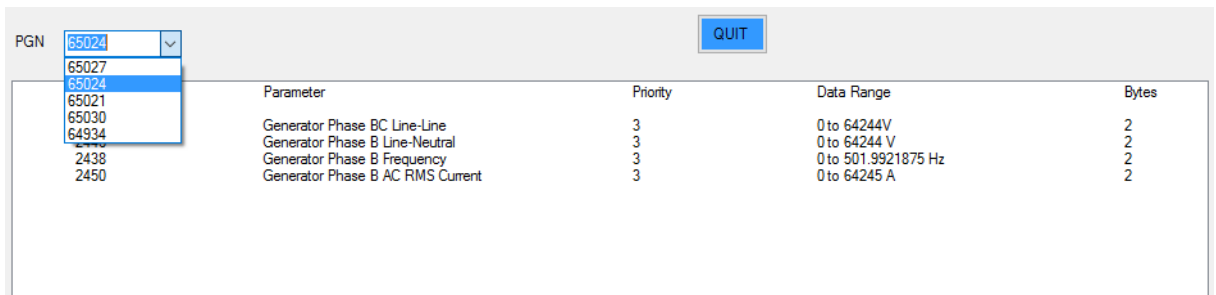 PGN 65024 QUIT
65027
65024
65021
65030
64934
Parameter Priority Data Range Bytes
Generator Phase BC Line-Line 3 0 to 64244V 2
Generator Phase B Line-Neutral 3 0 to 64244 V 2
2438 Generator Phase B Frequency 3 0 to 501.9921875 Hz 2
2450 Generator Phase B AC RMS Current 3 0 to 64245 A 2